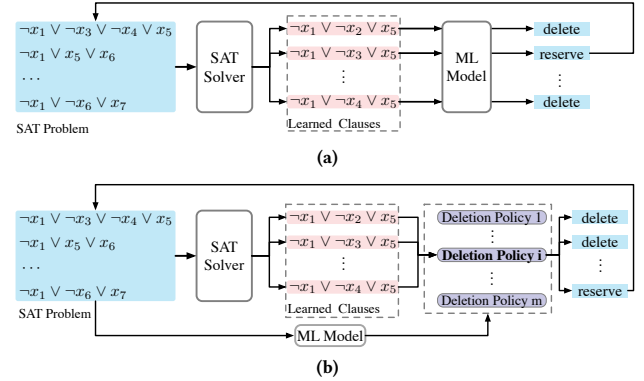 ¬x₁ ∨ ¬x₃ ∨ ¬x₄ ∨ x₅
¬x₁ ∨ x₅ ∨ x₆
...
¬x₁ ∨ ¬x₆ ∨ x₇
SAT Problem
SAT
Solver
¬x₁ ∨ ¬x₂ ∨ x₅
¬x₁ ∨ ¬x₃ ∨ x₅
⋮
¬x₁ ∨ ¬x₄ ∨ x₅
Learned Clauses
ML
Model
delete
reserve
⋮
delete
(a)
¬x₁ ∨ ¬x₃ ∨ ¬x₄ ∨ x₅
¬x₁ ∨ x₅ ∨ x₆
...
¬x₁ ∨ ¬x₆ ∨ x₇
SAT Problem
SAT
Solver
¬x₁ ∨ ¬x₂ ∨ x₅
¬x₁ ∨ ¬x₃ ∨ x₅
⋮
¬x₁ ∨ ¬x₄ ∨ x₅
Learned Clauses
ML Model
Deletion Policy 1
⋮
Deletion Policy i
⋮
Deletion Policy m
delete
delete
⋮
reserve
(b)